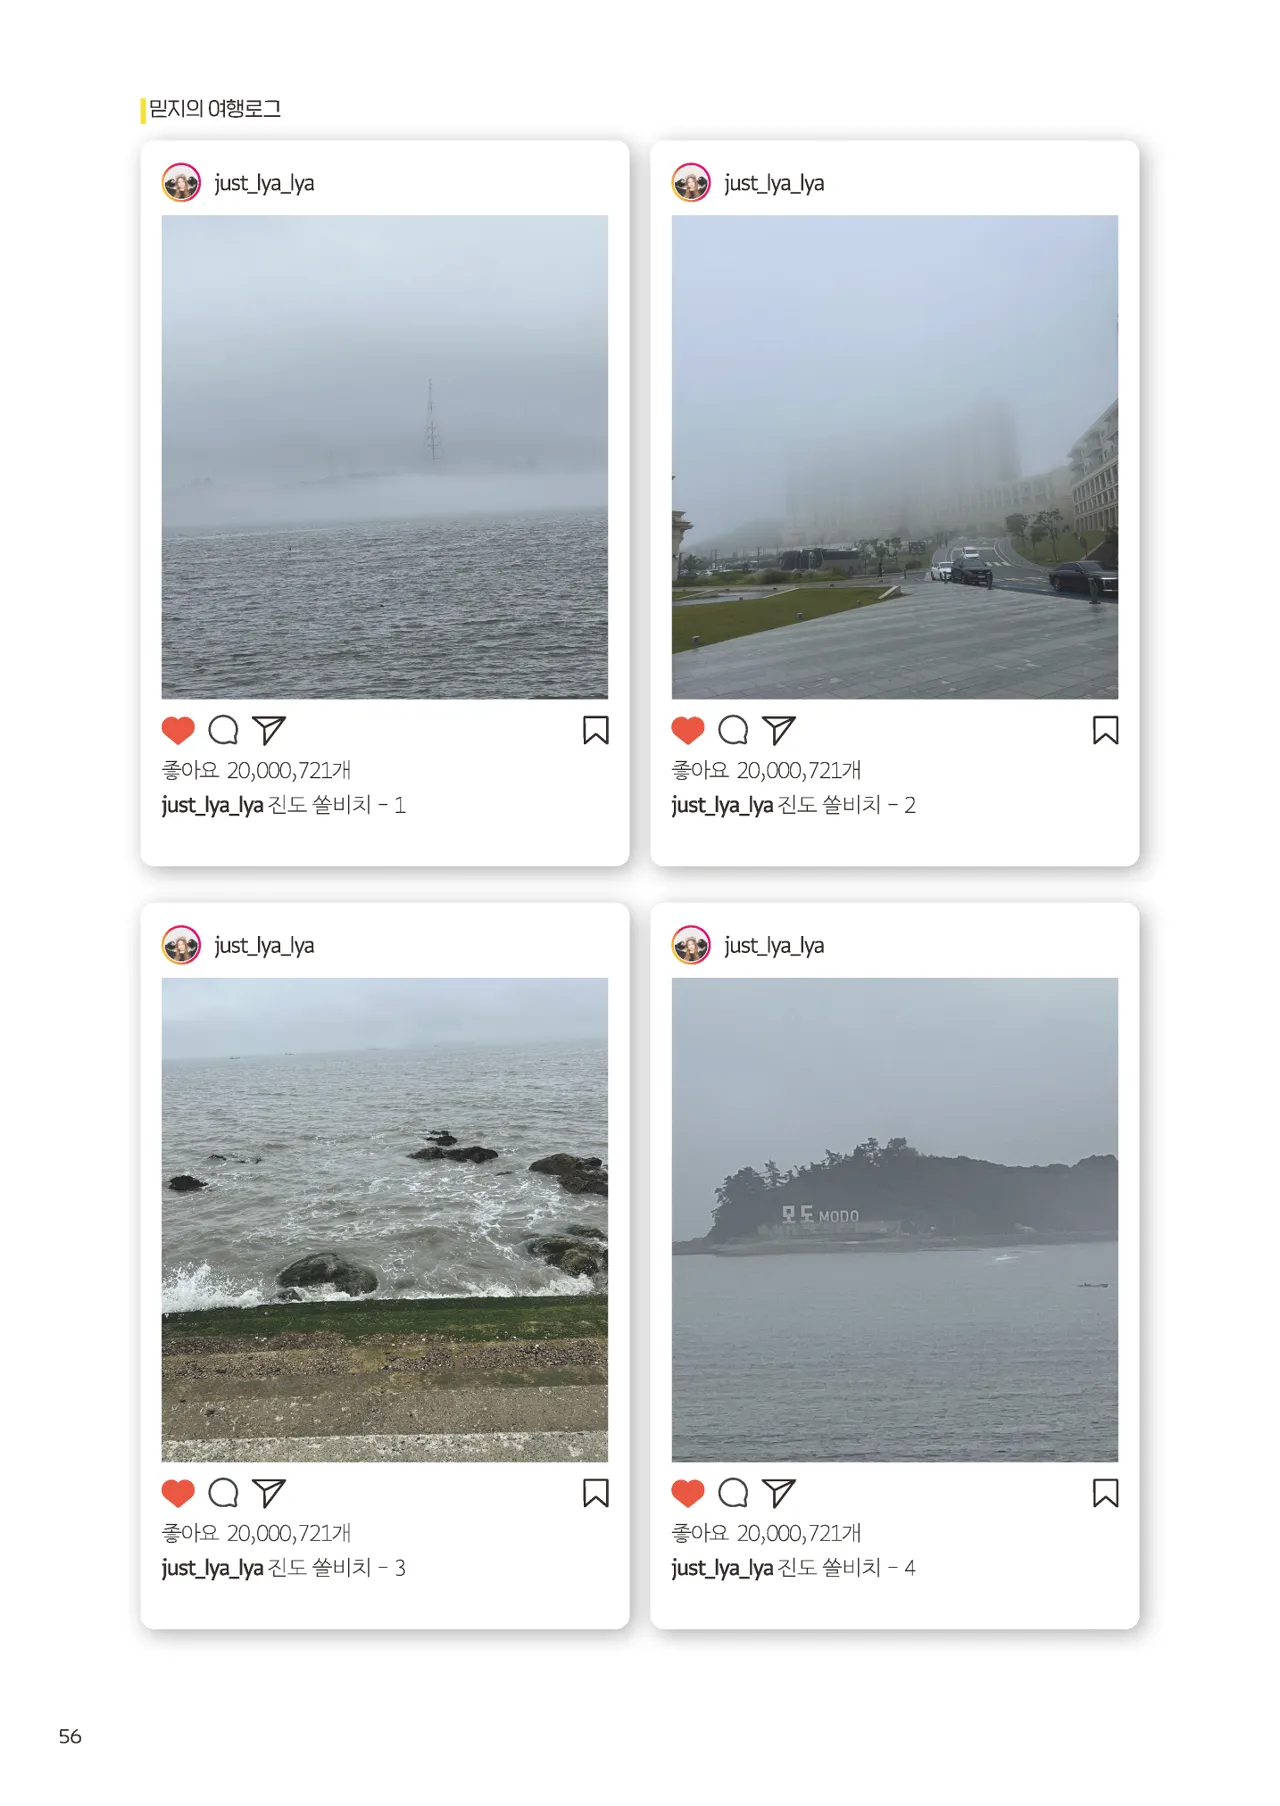 믿지의 여행로그
just_lya_lya
좋아요 20,000,721개
just_lya_lya 진도 쏠비치 - 1
just_lya_lya
좋아요 20,000,721개
just_lya_lya 진도 쏠비치 - 2
just_lya_lya
좋아요 20,000,721개
just_lya_lya 진도 쏠비치 - 3
just_lya_lya
모도 MODO
좋아요 20,000,721개
just_lya_lya 진도 쏠비치 - 4
56